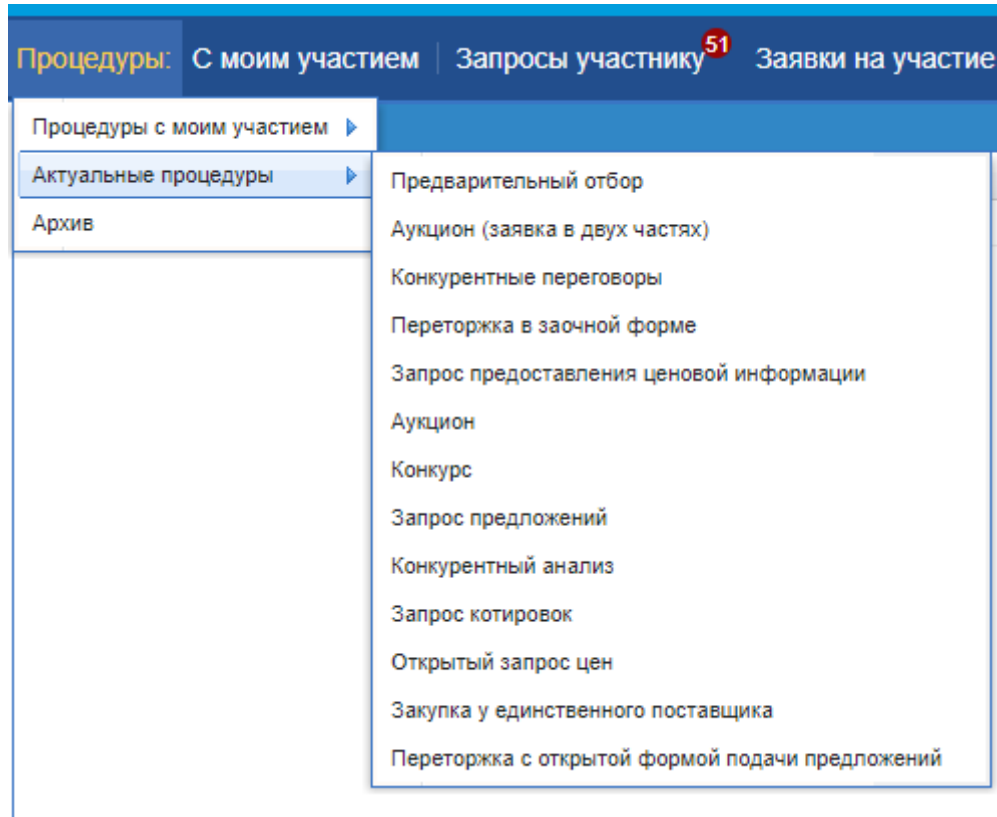 Процедуры: С моим участием Запросы участнику 51 Заявки на участие
Процедуры с моим участием
Актуальные процедуры
Архив
Предварительный отбор
Аукцион (заявка в двух частях)
Конкурентные переговоры
Переторжка в заочной форме
Запрос предоставления ценовой информации
Аукцион
Конкурс
Запрос предложений
Конкурентный анализ
Запрос котировок
Открытый запрос цен
Закупка у единственного поставщика
Переторжка с открытой формой подачи предложений